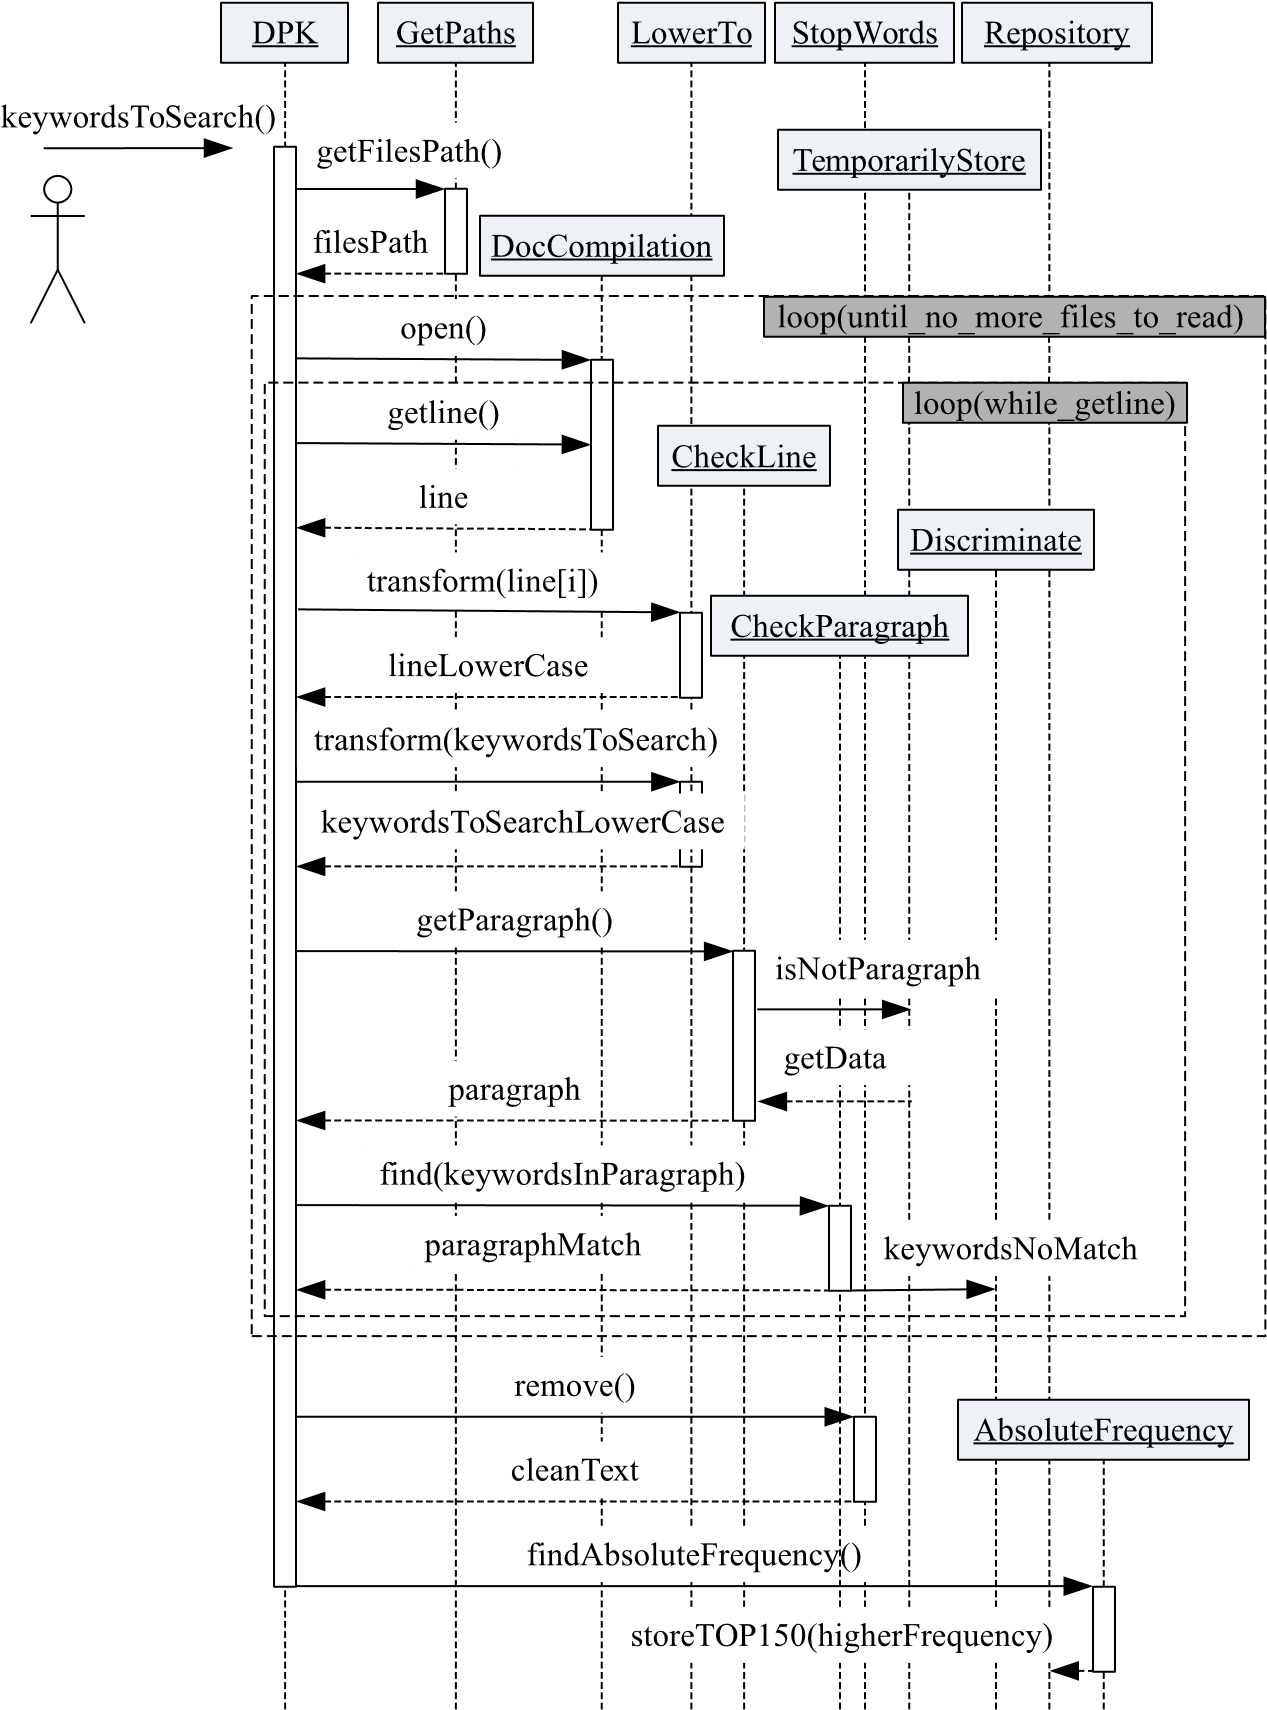 DPK
GetPaths
LowerTo
StopWords
Repository
keywordsToSearch()
getFilesPath()
TemporarilyStore
filesPath
DocCompilation
loop(until_no_more_files_to_read)
open()
loop(while_getline)
getline()
CheckLine
line
Discriminate
transform(line[i])
CheckParagraph
lineLowerCase
transform(keywordsToSearch)
keywordsToSearchLowerCase
getParagraph()
isNotParagraph
getData
paragraph
find(keywordsInParagraph)
paragraphMatch
keywordsNoMatch
remove()
AbsoluteFrequency
cleanText
findAbsoluteFrequency()
storeTOP150(higherFrequency)